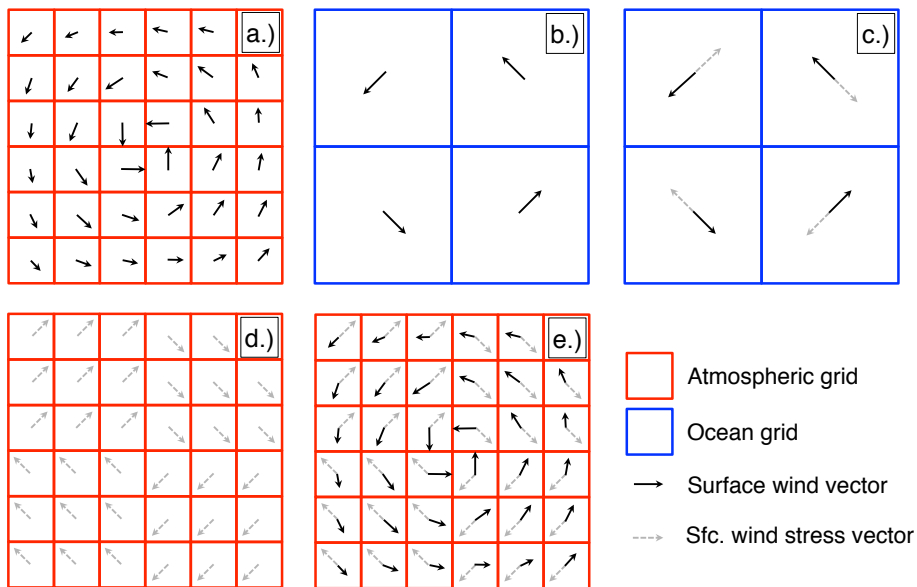 a.)
b.)
c.)
d.)
e.)
Atmospheric grid
Ocean grid
Surface wind vector
Sfc. wind stress vector